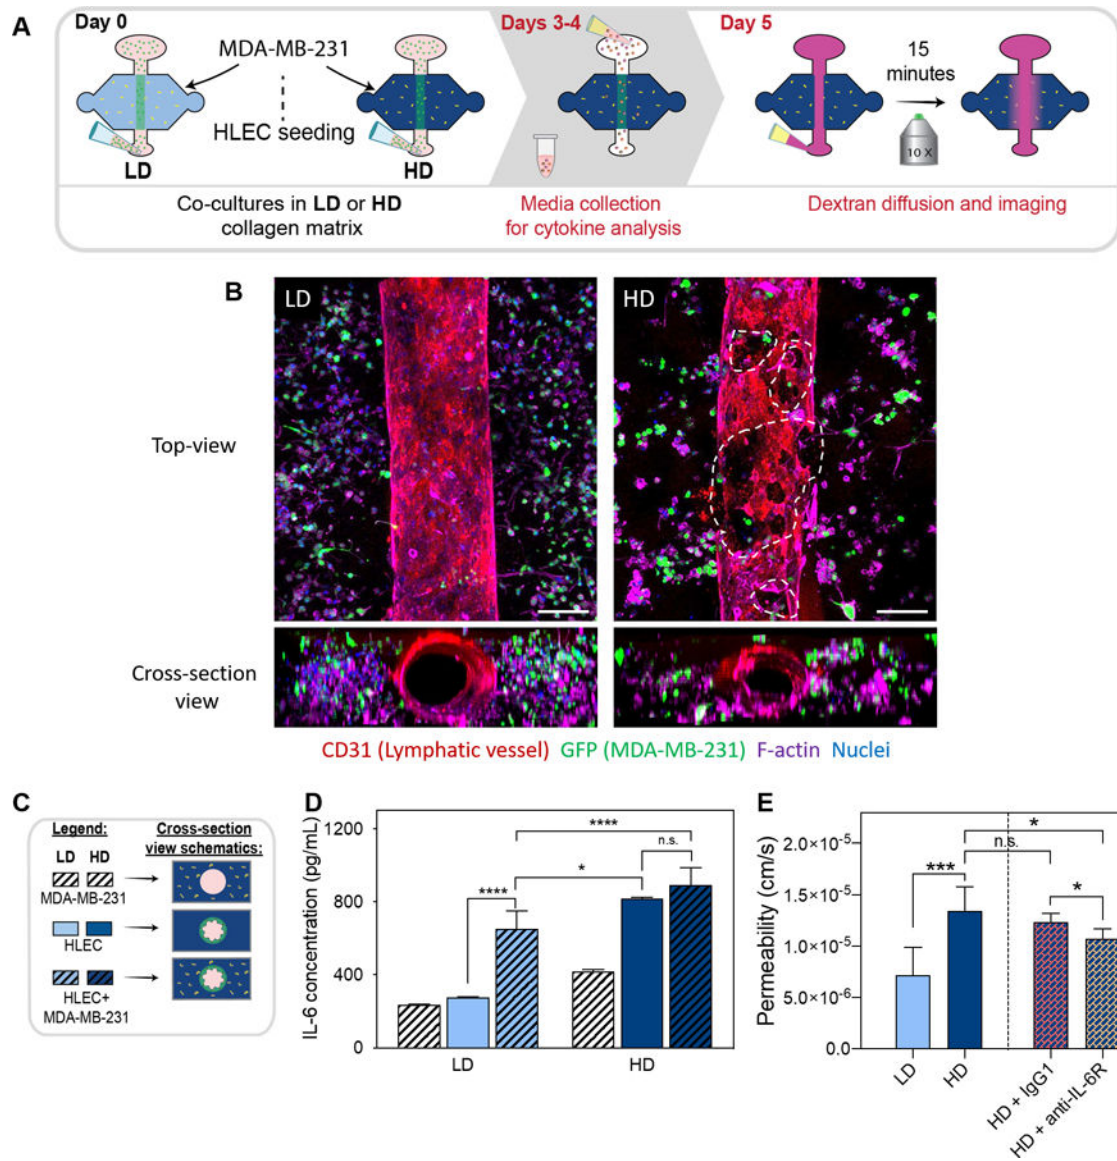 A
Day 0
Days 3-4
Day 5
MDA-MB-231
HLEC seeding
LD
HD
15
minutes
10 X
Co-cultures in LD or HD
collagen matrix
Media collection
for cytokine analysis
Dextran diffusion and imaging
B
LD
HD
Top-view
Cross-section
view
CD31 (Lymphatic vessel) GFP (MDA-MB-231) F-actin Nuclei
C
Legend:
Cross-section
view schematics:
LD HD
MDA-MB-231
HLEC
HLEC+
MDA-MB-231
D
IL-6 concentration (pg/mL)
1200
800
400
0
****
n.s.
*
****
LD
HD
E
Permeability (cm/s)
2.0×10-5
1.5×10-5
1.0×10-5
5.0×10-6
0.0
*
n.s.
***
*
LD
HD
HD + IgG1
HD + anti-IL-6R